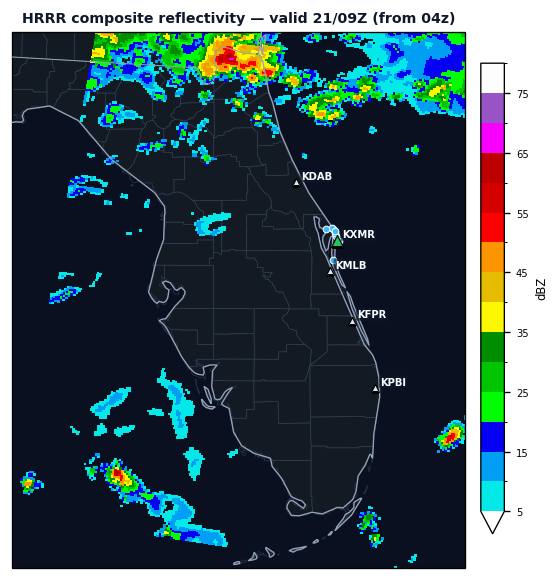 HRRR composite reflectivity — valid 21/09Z (from 04z)
KDAB
KXMR
KMLB
KFPR
KPBI
75
65
55
45
35
25
15
5
dBZ